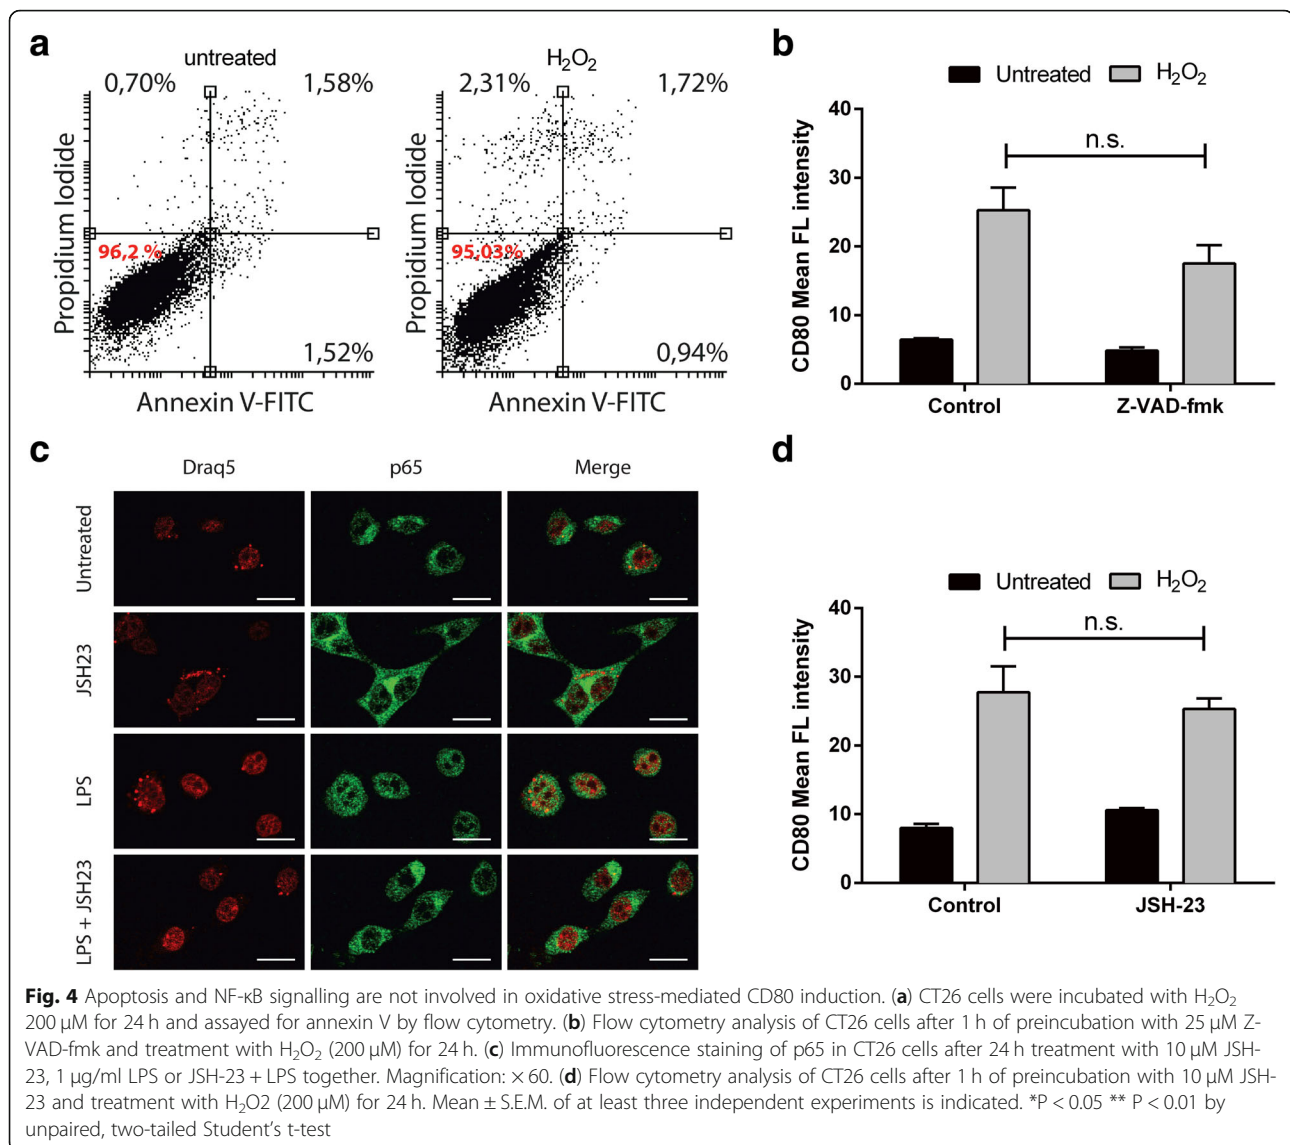 a
untreated
H₂O₂
0,70%
1,58%
2,31%
1,72%
Propidium Iodide
Propidium Iodide
96,2 %
95,03%
1,52%
0,94%
Annexin V-FITC
Annexin V-FITC
b
Untreated
H₂O₂
CD80 Mean FL intensity
40
30
20
10
0
n.s.
Control
Z-VAD-fmk
c
Draq5
p65
Merge
Untreated
JSH23
LPS
LPS + JSH23
d
Untreated
H₂O₂
CD80 Mean FL intensity
40
30
20
10
0
n.s.
Control
JSH-23
Fig. 4 Apoptosis and NF-κB signalling are not involved in oxidative stress-mediated CD80 induction. (a) CT26 cells were incubated with H₂O₂
200 μM for 24 h and assayed for annexin V by flow cytometry. (b) Flow cytometry analysis of CT26 cells after 1 h of preincubation with 25 μM Z-
VAD-fmk and treatment with H₂O₂ (200 μM) for 24 h. (c) Immunofluorescence staining of p65 in CT26 cells after 24 h treatment with 10 μM JSH-
23, 1 μg/ml LPS or JSH-23 + LPS together. Magnification: × 60. (d) Flow cytometry analysis of CT26 cells after 1 h of preincubation with 10 μM JSH-
23 and treatment with H₂O2 (200 μM) for 24 h. Mean ± S.E.M. of at least three independent experiments is indicated. *P < 0.05 ** P < 0.01 by
unpaired, two-tailed Student's t-test